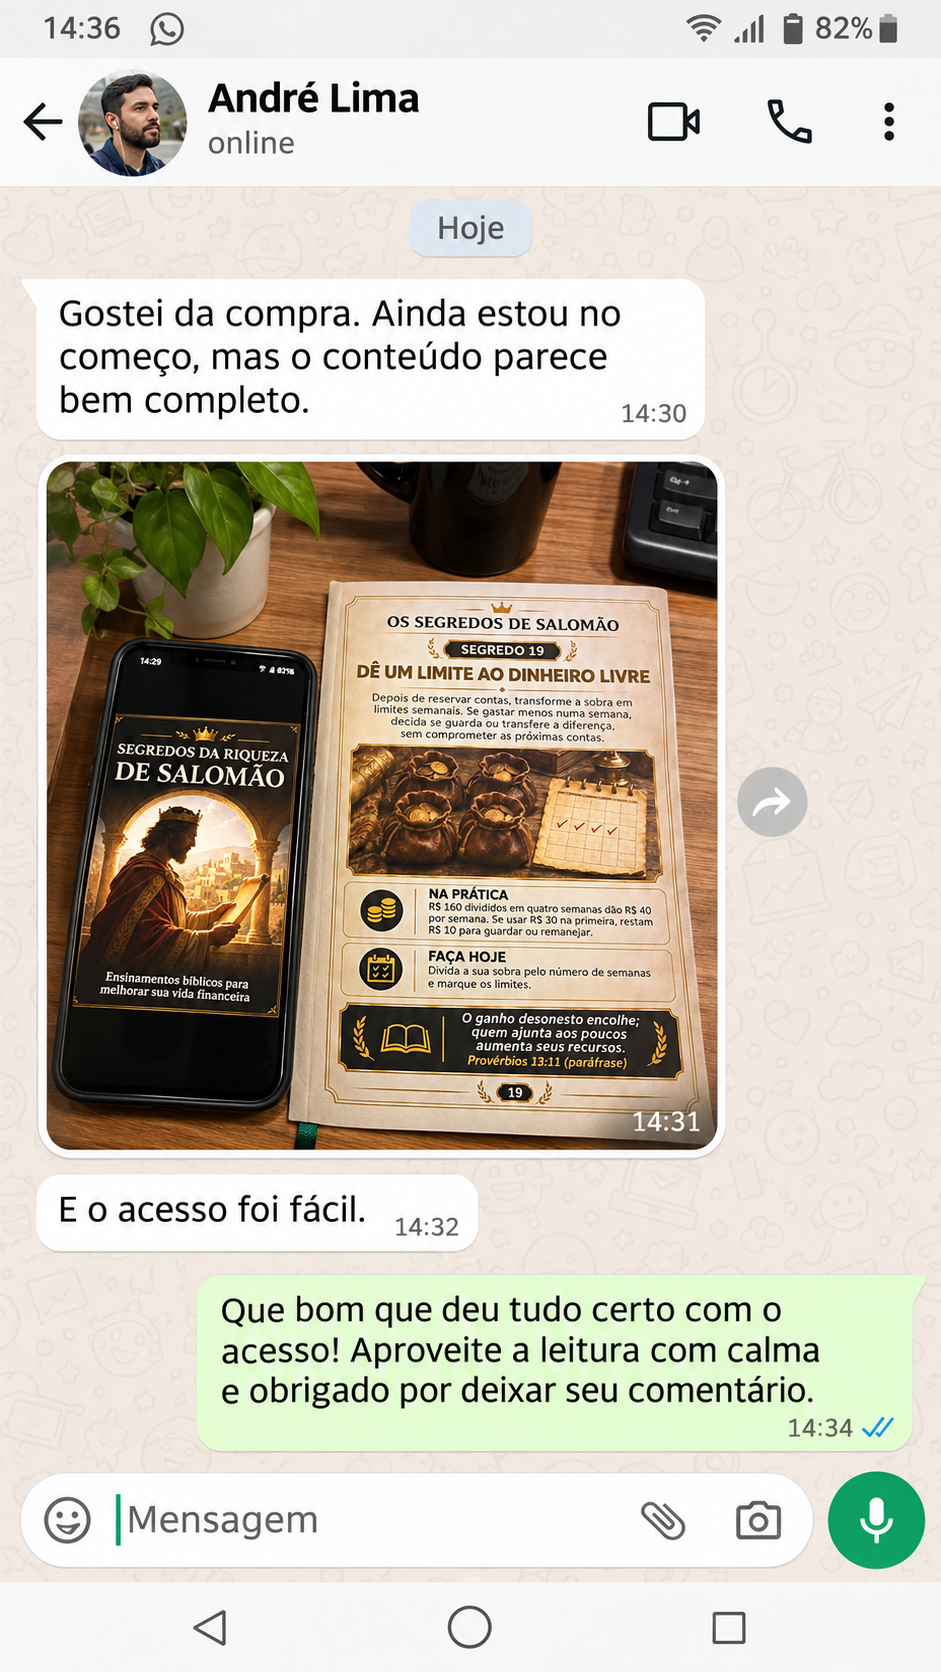 14:36
82%
André Lima
online
Hoje
Gostei da compra. Ainda estou no
começo, mas o conteúdo parece
bem completo.
14:30
14:29
82%
SEGREDOS DA RIQUEZA
DE SALOMÃO
Ensinamentos bíblicos para
melhorar sua vida financeira
OS SEGREDOS DE SALOMÃO
SEGREDO 19
DÊ UM LIMITE AO DINHEIRO LIVRE
Depois de reservar contas, transforme a sobra em
limites semanais. Se gastar menos numa semana,
decida se guarda ou transfere a diferença,
sem comprometer as próximas contas.
NA PRÁTICA
R$ 160 divididos em quatro semanas dão R$ 40
por semana. Se usar R$ 30 na primeira, restam
R$ 10 para guardar ou remanejar.
FAÇA HOJE
Divida a sua sobra pelo número de semanas
e marque os limites.
O ganho desonesto encolhe;
quem ajunta aos poucos
aumenta seus recursos.
Provérbios 13:11 (paráfrase)
19
14:31
E o acesso foi fácil.
14:32
Que bom que deu tudo certo com o
acesso! Aproveite a leitura com calma
e obrigado por deixar seu comentário.
14:34
Mensagem